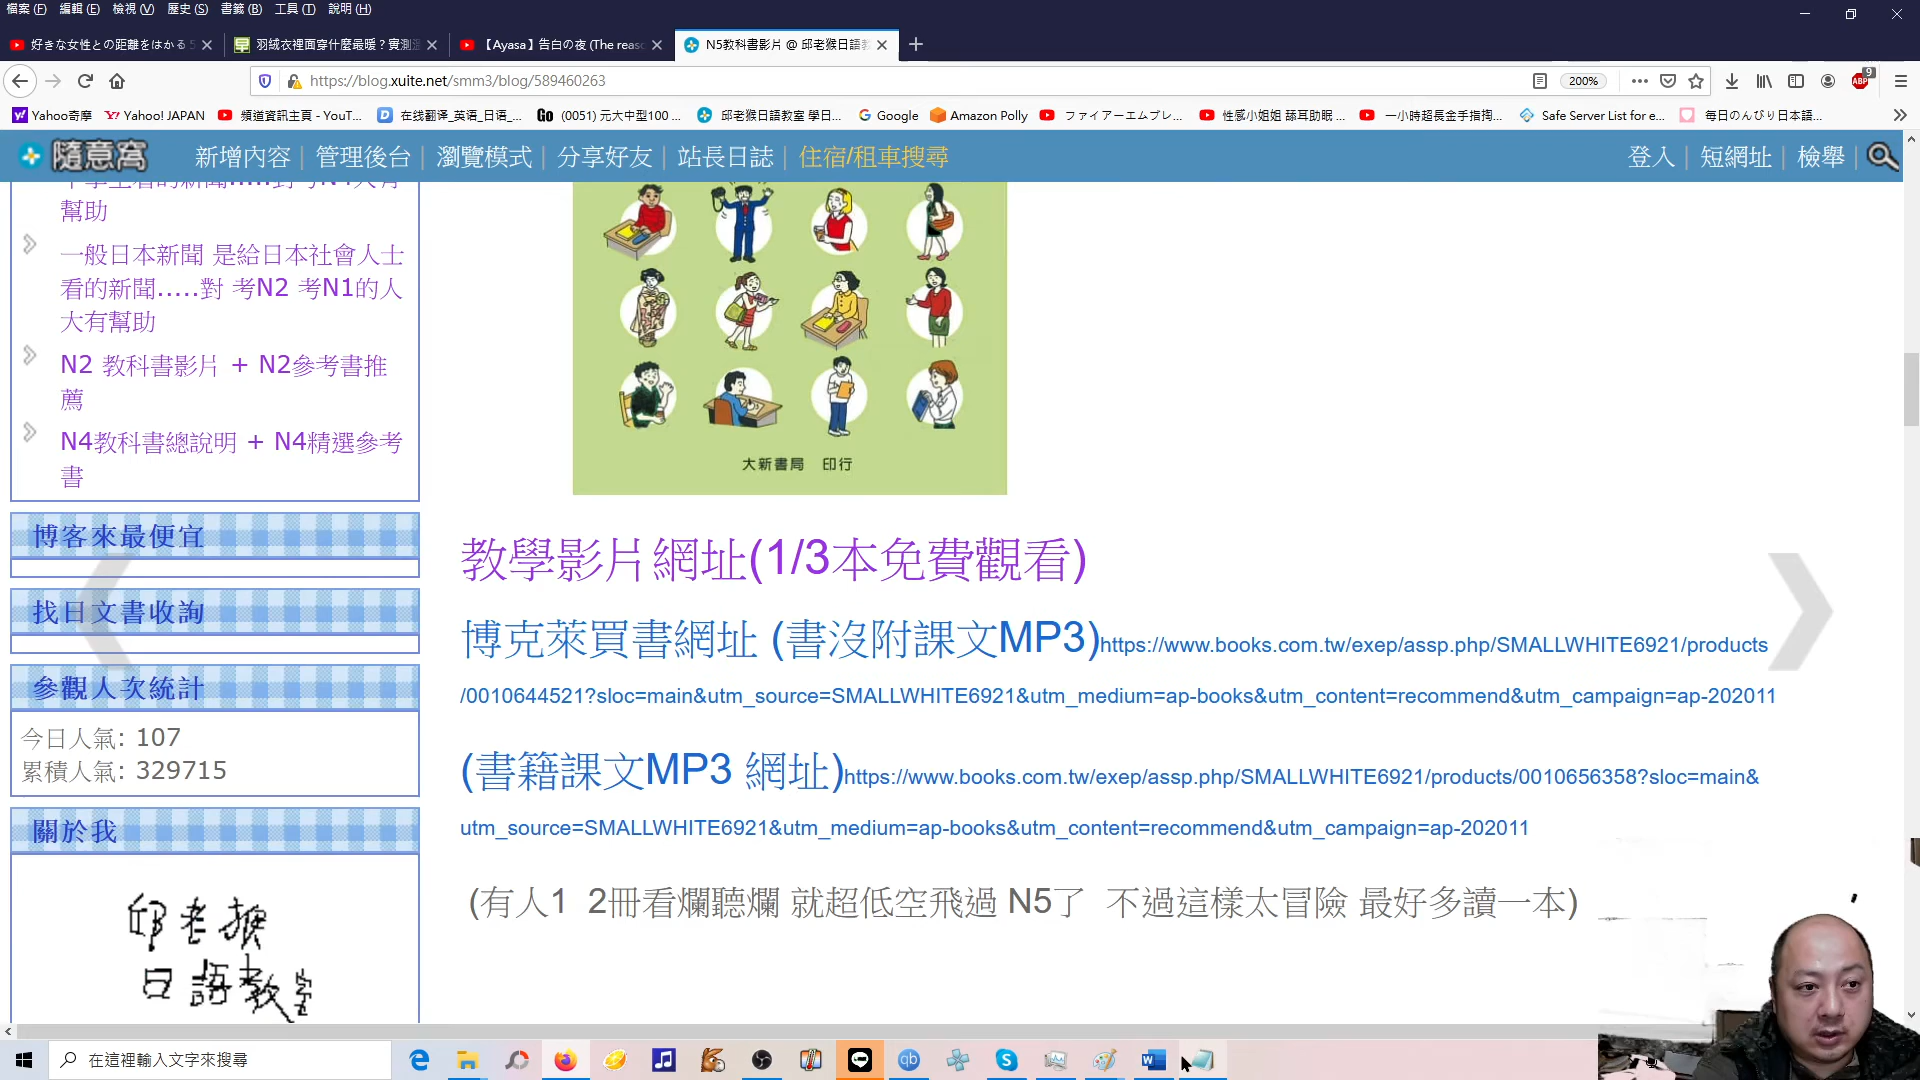 檔案(F) 編輯(E) 檢視(V) 歷史(S) 書籤(B) 工具(T) 說明(H)
好きな女性との距離をはかる 5
羽絨衣裡面穿什麼最暖？實測溫
【Ayasa】告白の夜 (The reaso
N5教科書影片 @ 邱老猴日語教
https://blog.xuite.net/smm3/blog/589460263
200%
Yahoo奇摩
Yahoo! JAPAN
頻道資訊主頁 - YouT...
在线翻译_英语_日语_...
(0051) 元大中型100 ...
邱老猴日語教室 學日...
Google
Amazon Polly
ファイアーエムブレ...
性感小姐姐 舔耳助眠 ...
一小時超長金手指掏...
Safe Server List for e...
毎日のんびり日本語...
隨意窩
新增內容 | 管理後台 | 瀏覽模式 | 分享好友 | 站長日誌 | 住宿/租車搜尋
登入 | 短網址 | 檢舉
幫助
一般日本新聞 是給日本社會人士
看的新聞.....對 考N2 考N1的人
大有幫助
N2 教科書影片 + N2參考書推
薦
N4教科書總說明 + N4精選參考
書
博客來最便宜
找日文書收詢
參觀人次統計
今日人氣: 107
累積人氣: 329715
關於我
邱老猴
日語教室
大新書局 印行
教學影片網址(1/3本免費觀看)
博克萊買書網址 (書沒附課文MP3)https://www.books.com.tw/exep/assp.php/SMALLWHITE6921/products
/0010644521?sloc=main&utm_source=SMALLWHITE6921&utm_medium=ap-books&utm_content=recommend&utm_campaign=ap-202011
(書籍課文MP3 網址)https://www.books.com.tw/exep/assp.php/SMALLWHITE6921/products/0010656358?sloc=main&
utm_source=SMALLWHITE6921&utm_medium=ap-books&utm_content=recommend&utm_campaign=ap-202011
(有人1 2冊看爛聽爛 就超低空飛過 N5了 不過這樣太冒險 最好多讀一本)
在這裡輸入文字來搜尋